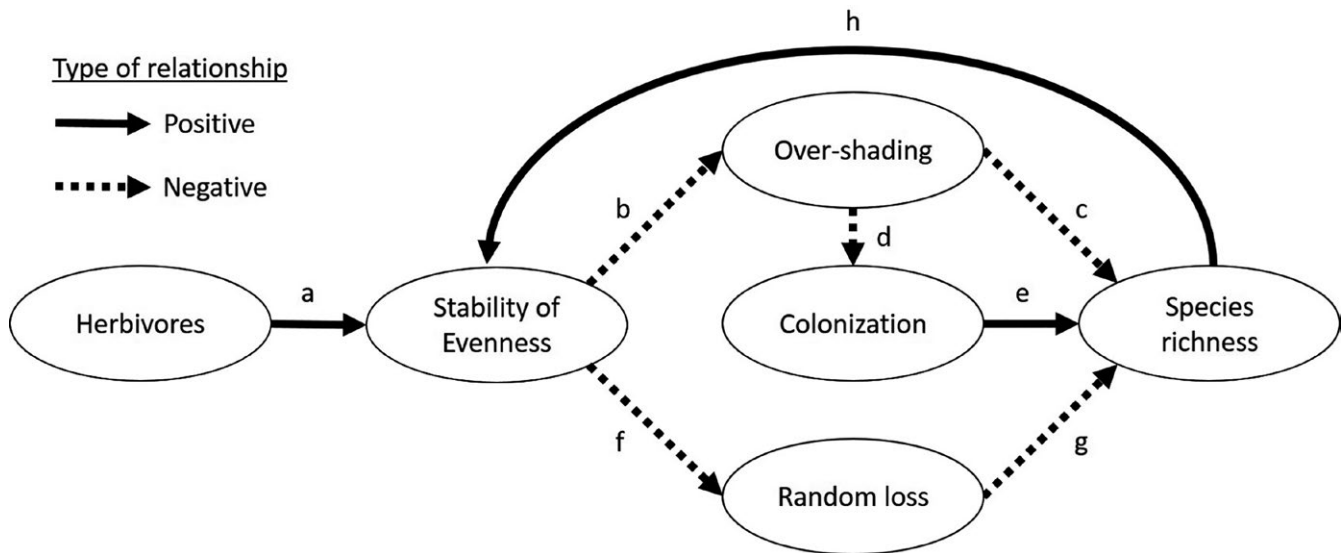 h
Type of relationship
Positive
Negative
Over-shading
b
c
d
a
e
Herbivores
Stability of
Evenness
Colonization
Species
richness
f
g
Random loss